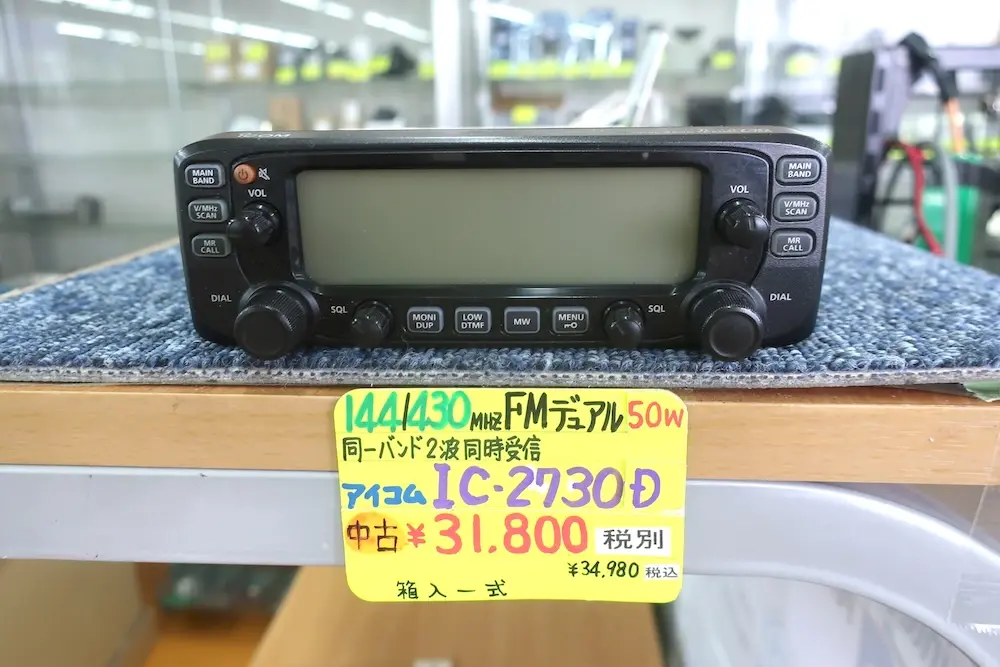 ICOM
MAIN BAND
VOL
VOL
MAIN BAND
V/MHz SCAN
V/MHz SCAN
MR CALL
MR CALL
DIAL
SQL
MONI DUP
LOW DTMF
MW
MENU
SQL
DIAL
144/430MHZ FMデュアル 50W
同一バンド2波同時受信
アイコム IC-2730D
中古 ¥31,800 税別
¥34,980 税込
箱入一式